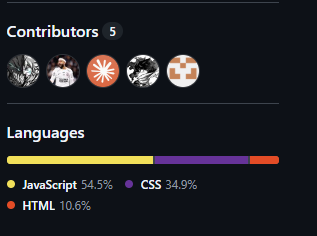 Contributors 5
Languages
JavaScript 54.5% CSS 34.9%
HTML 10.6%